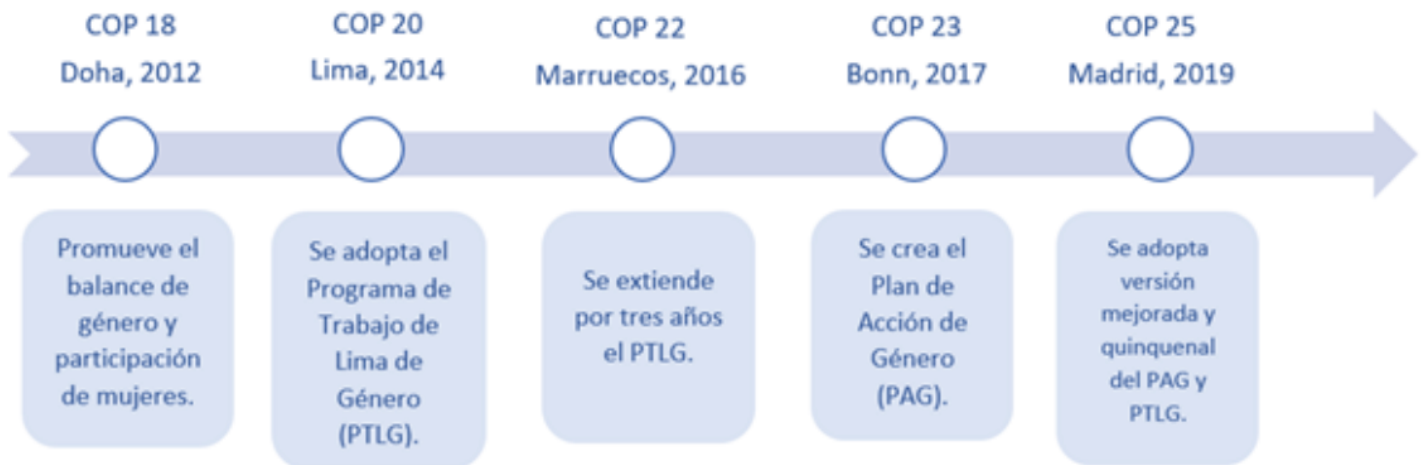 COP 18
Doha, 2012
COP 20
Lima, 2014
COP 22
Marruecos, 2016
COP 23
Bonn, 2017
COP 25
Madrid, 2019
Promueve el
balance de
género y
participación
de mujeres.
Se adopta el
Programa de
Trabajo de
Lima de
Género
(PTLG).
Se extiende
por tres años
el PTLG.
Se crea el
Plan de
Acción de
Género
(PAG).
Se adopta
versión
mejorada y
quinquenal
del PAG y
PTLG.